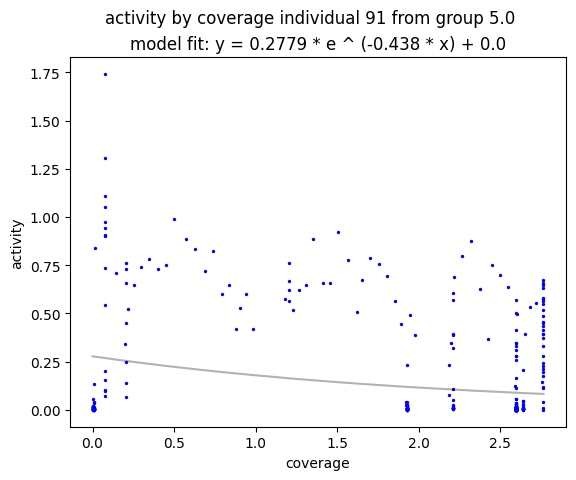 activity by coverage individual 91 from group 5.0
model fit: y = 0.2779 * e ^ (-0.438 * x) + 0.0
1.75
1.50
1.25
1.00
0.75
0.50
0.25
0.00
activity
0.0 0.5 1.0 1.5 2.0 2.5
coverage